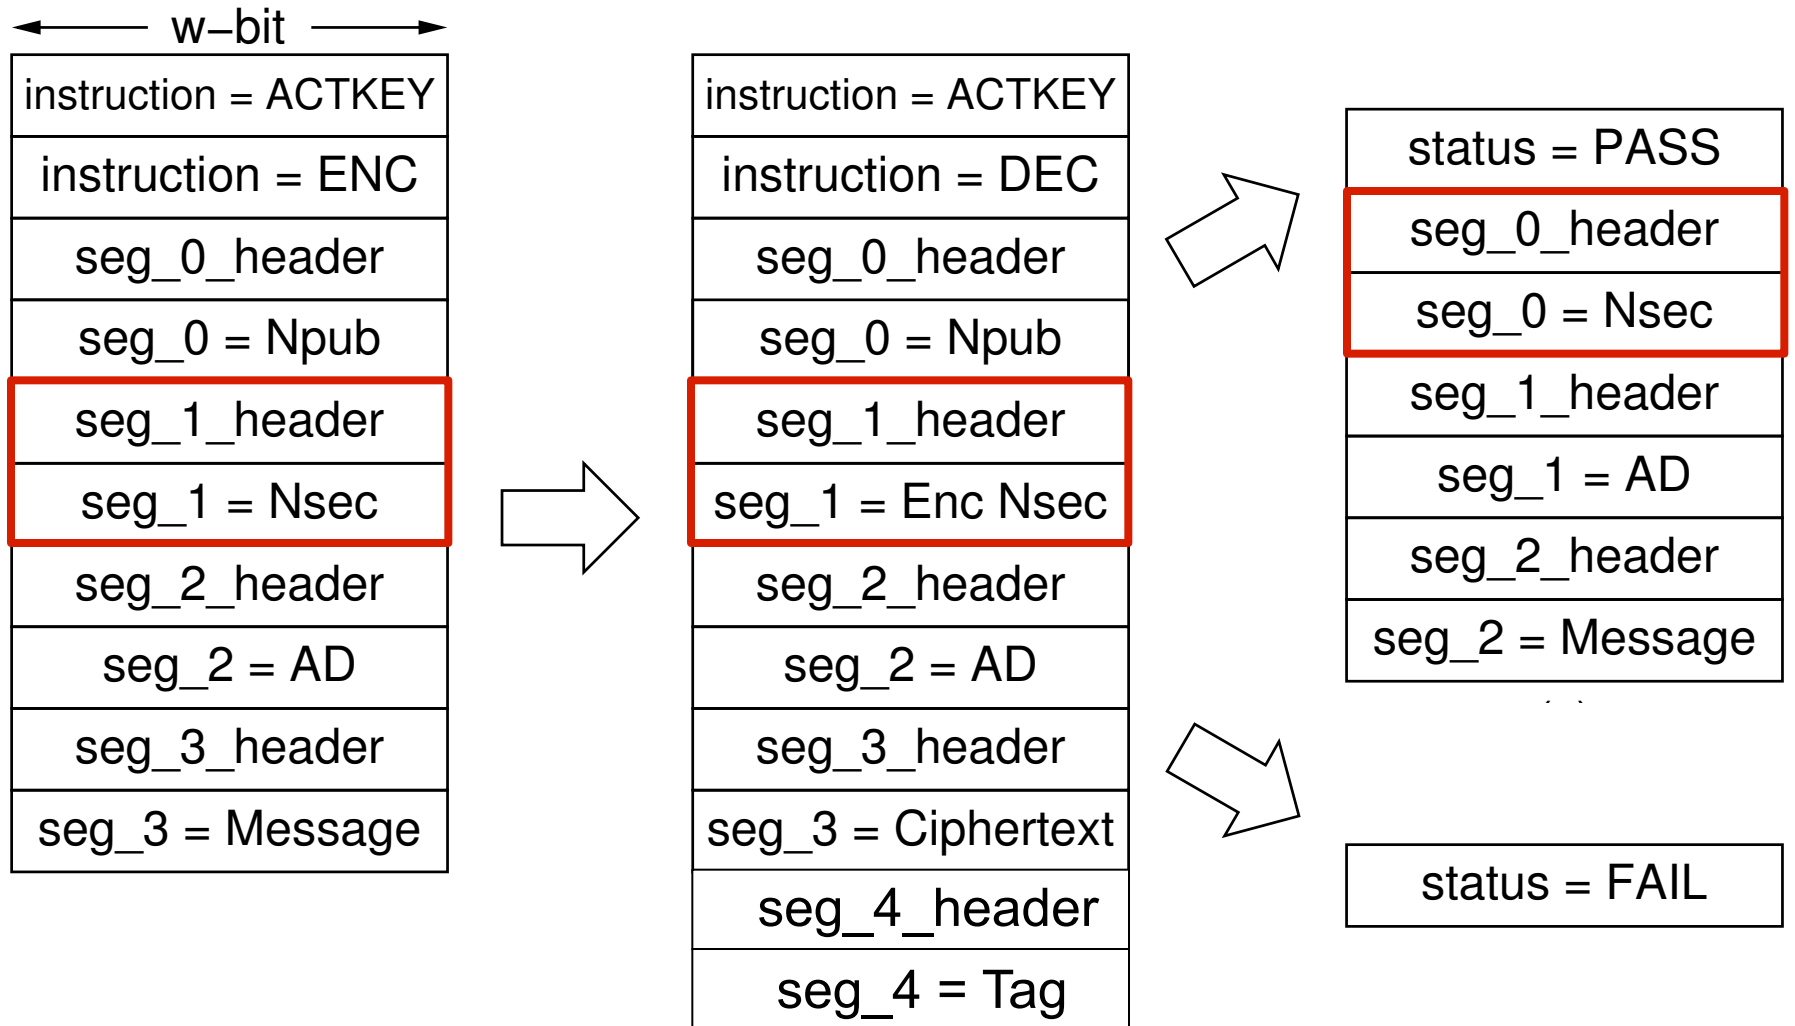 w–bit
instruction = ACTKEY
instruction = ENC
seg_0_header
seg_0 = Npub
seg_1_header
seg_1 = Nsec
seg_2_header
seg_2 = AD
seg_3_header
seg_3 = Message
instruction = ACTKEY
instruction = DEC
seg_0_header
seg_0 = Npub
seg_1_header
seg_1 = Enc Nsec
seg_2_header
seg_2 = AD
seg_3_header
seg_3 = Ciphertext
seg_4_header
seg_4 = Tag
status = PASS
seg_0_header
seg_0 = Nsec
seg_1_header
seg_1 = AD
seg_2_header
seg_2 = Message
status = FAIL